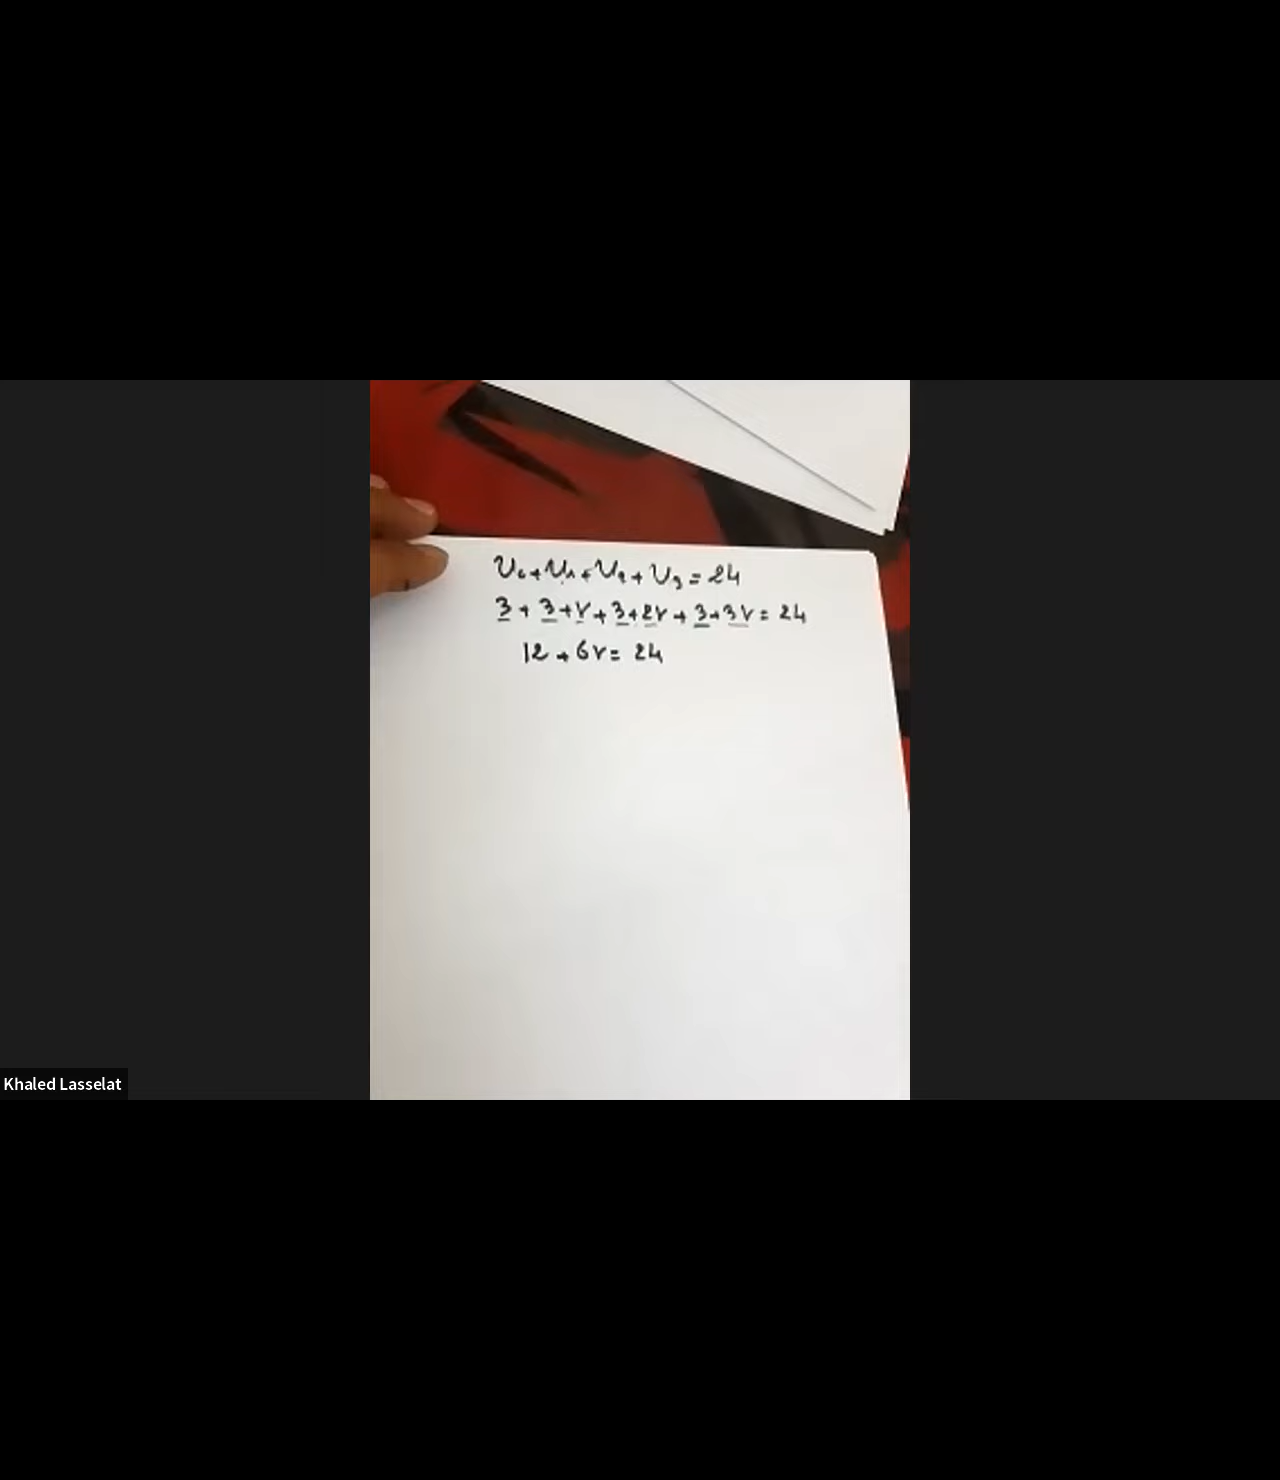 U₀ + U₁ + U₂ + U₃ = 24
3 + 3 + r + 3 + 2r + 3 + 3r = 24
12 + 6r = 24
Khaled Lasselat